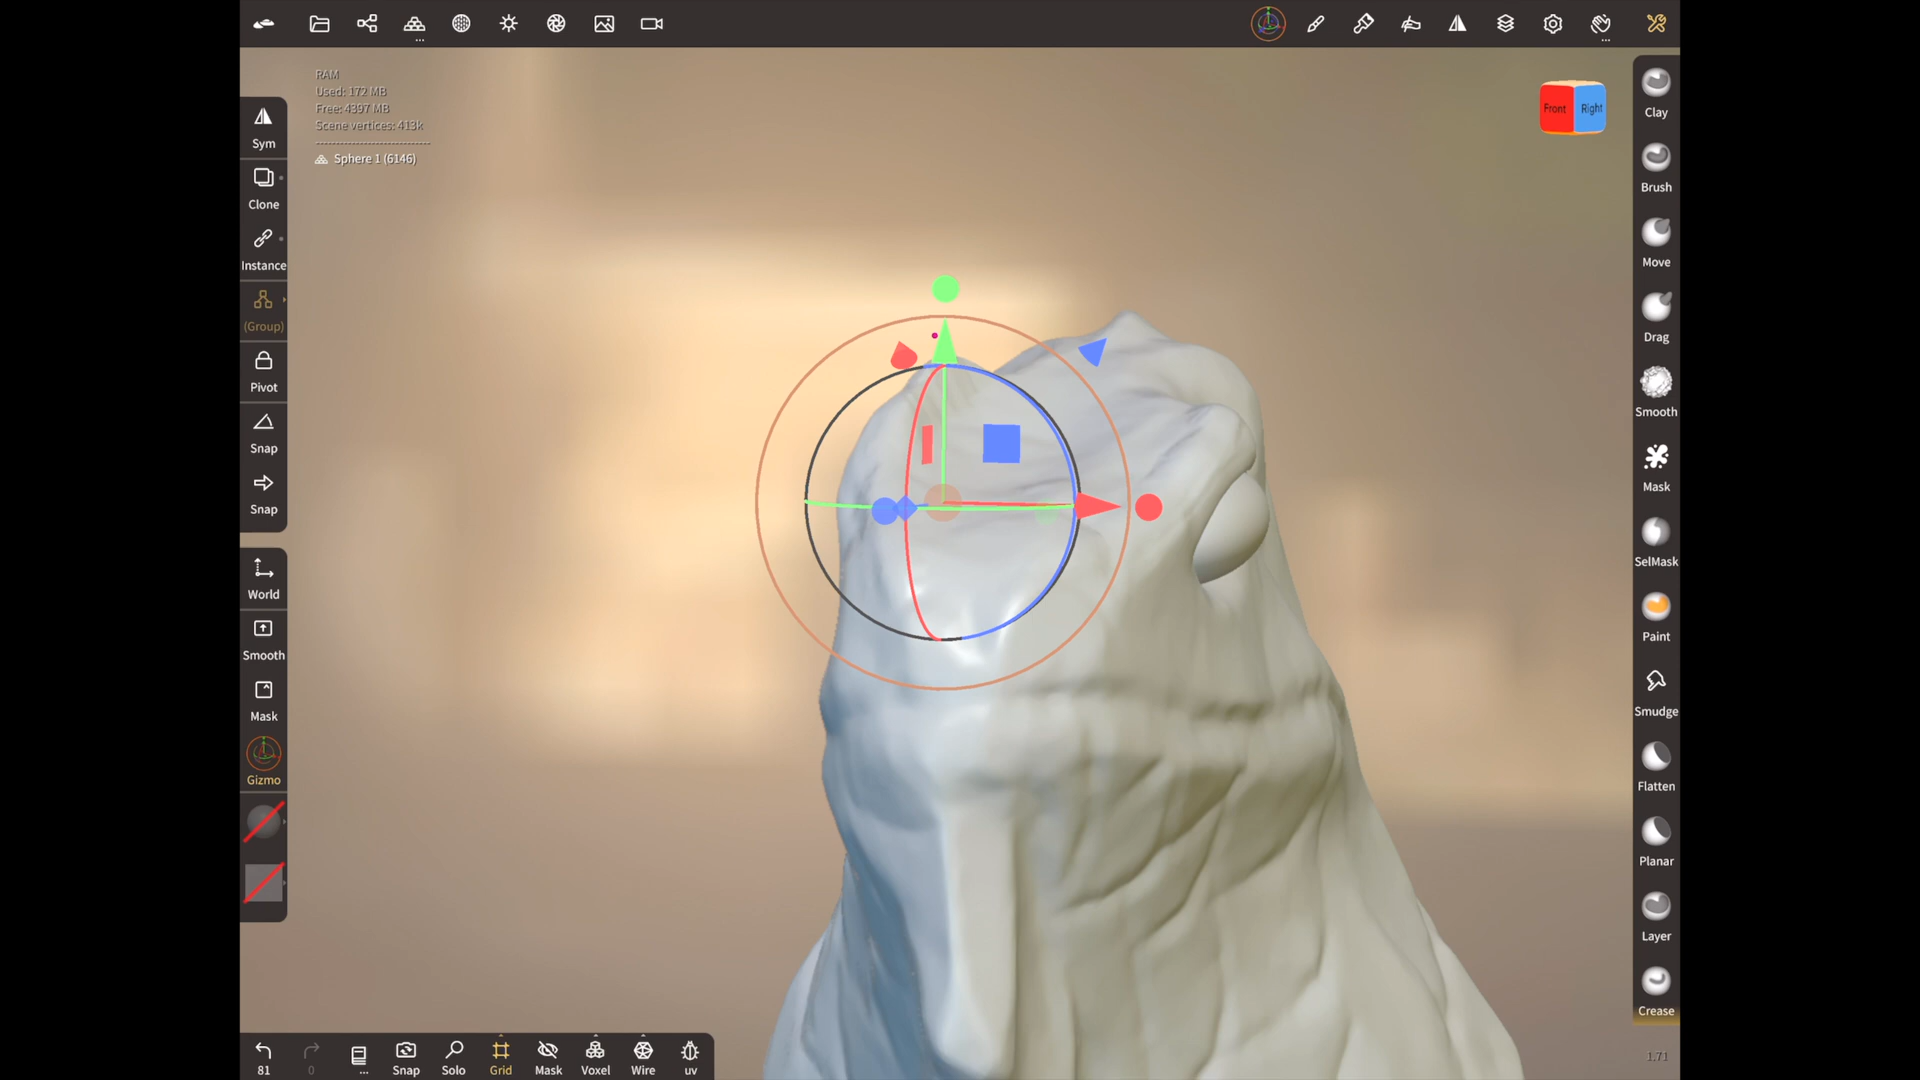 RAM
Used: 172 MB
Free: 4397 MB
Scene vertices: 413k
Sphere 1 (6146)
Front
Right
Sym
Clone
Instance
(Group)
Pivot
Snap
Snap
World
Smooth
Mask
Gizmo
Clay
Brush
Move
Drag
Smooth
Mask
SelMask
Paint
Smudge
Flatten
Planar
Layer
Crease
1.71
81
0
...
Snap
Solo
Grid
Mask
Voxel
Wire
uv